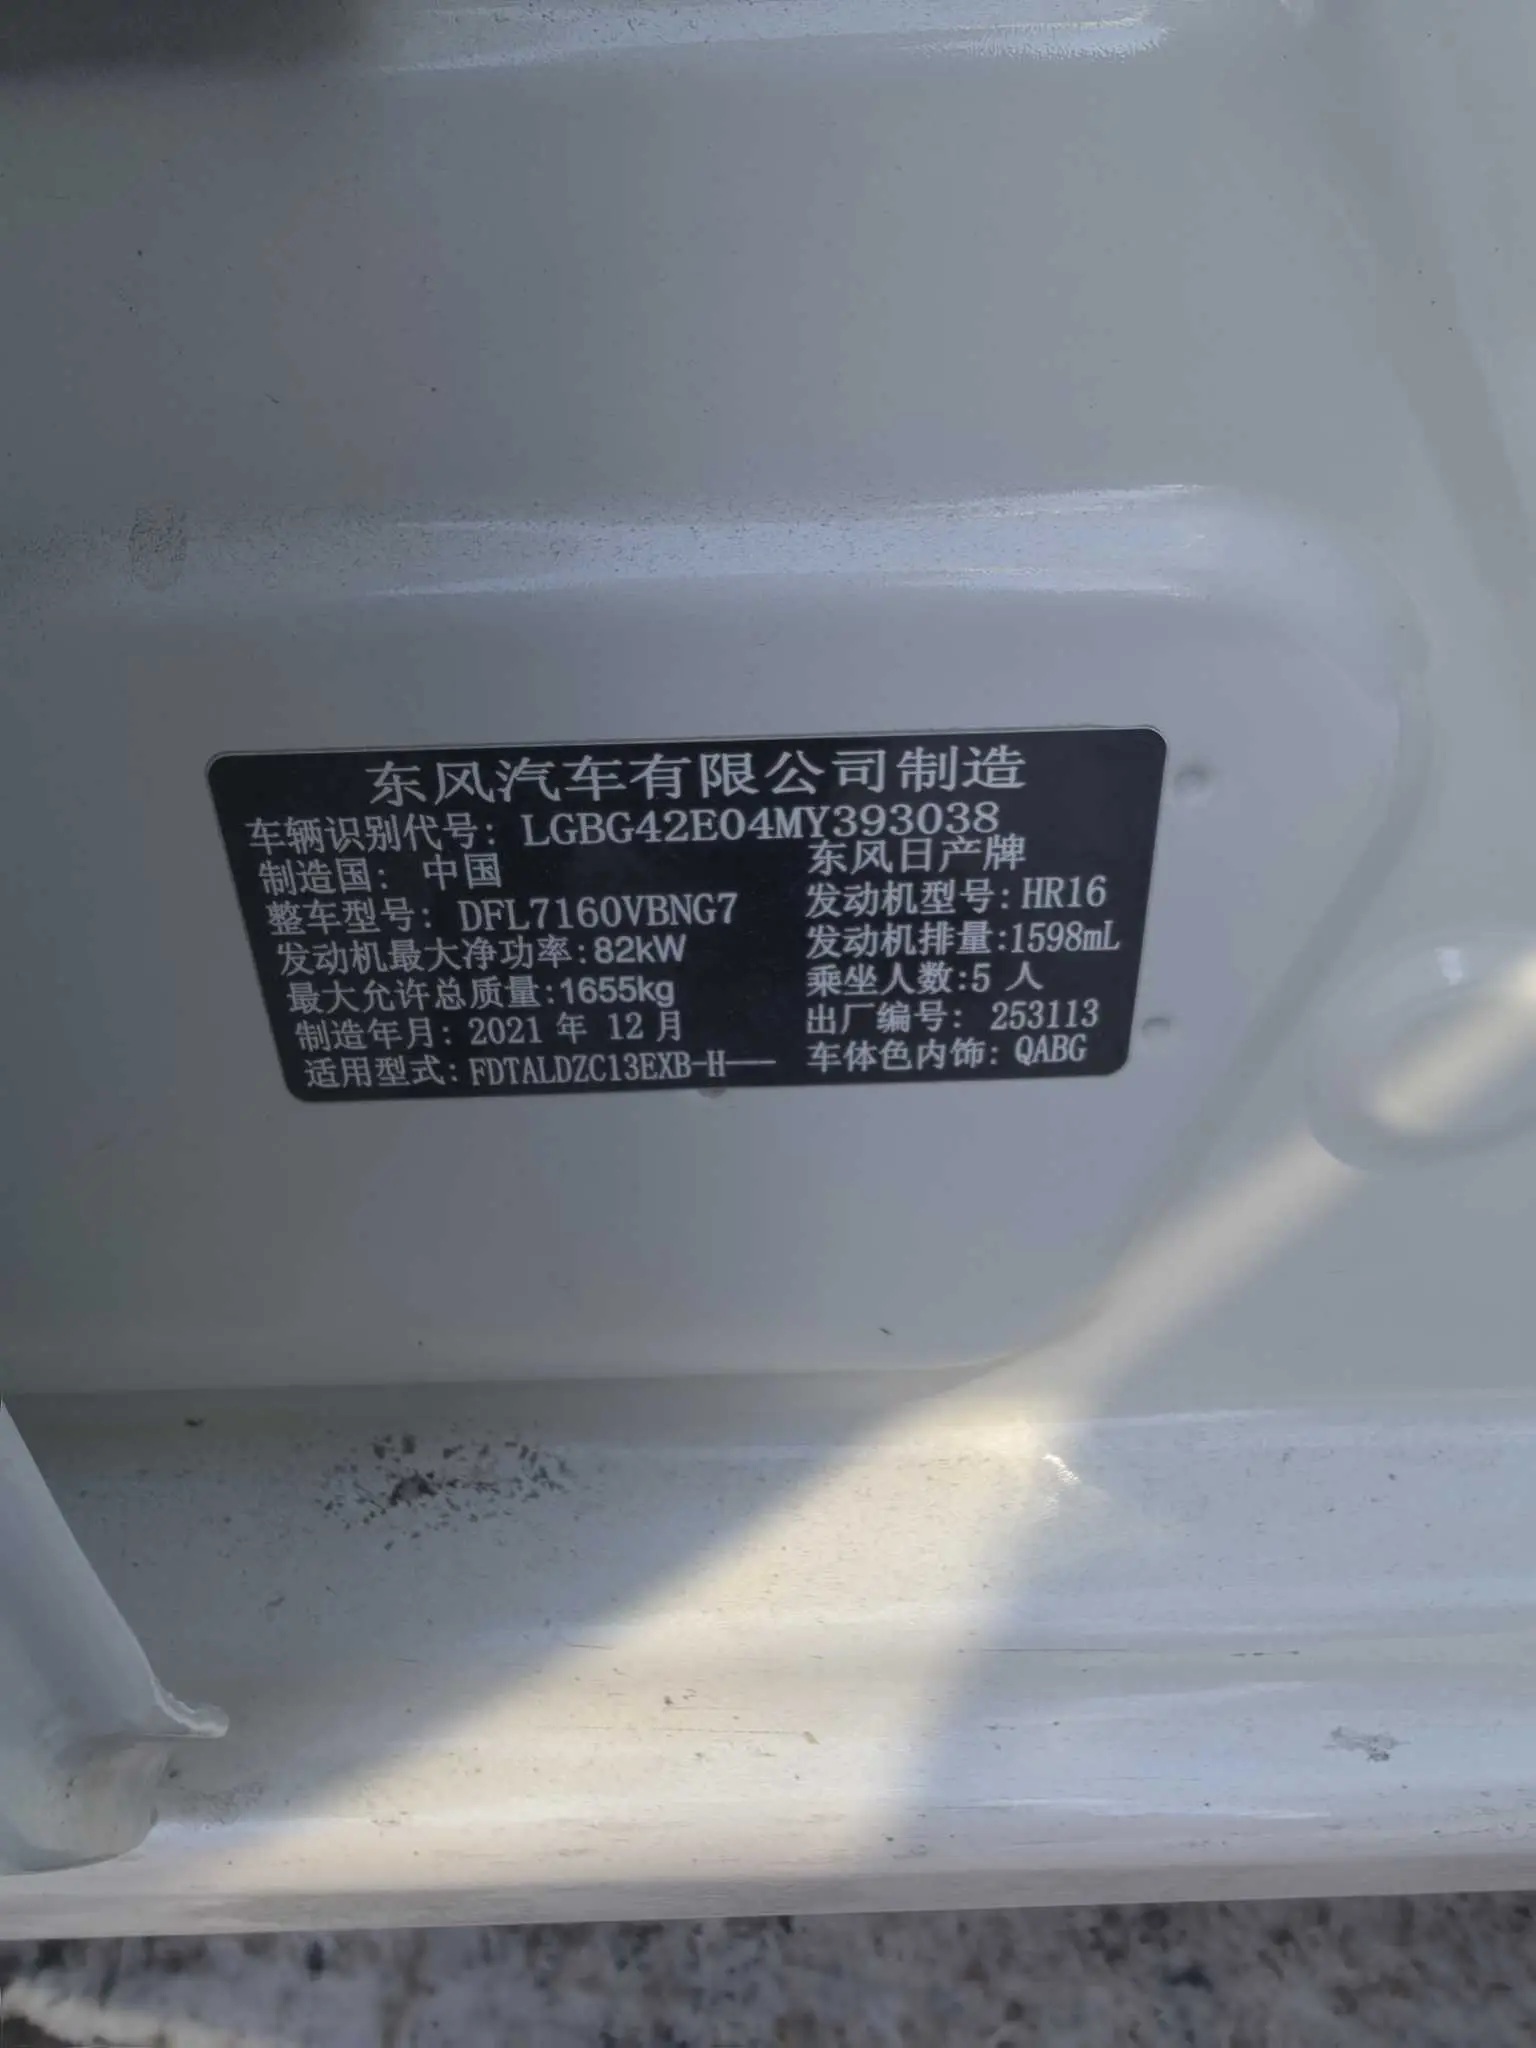 东风汽车有限公司制造
车辆识别代号: LGBG42E04MY393038
制造国: 中国 东风日产牌
整车型号: DFL7160VBNG7 发动机型号:HR16
发动机最大净功率:82kW 发动机排量:1598mL
最大允许总质量:1655kg 乘坐人数:5 人
制造年月: 2021 年 12 月 出厂编号: 253113
适用型式:FDTALDZC13EXB-H--- 车体色内饰: QABG